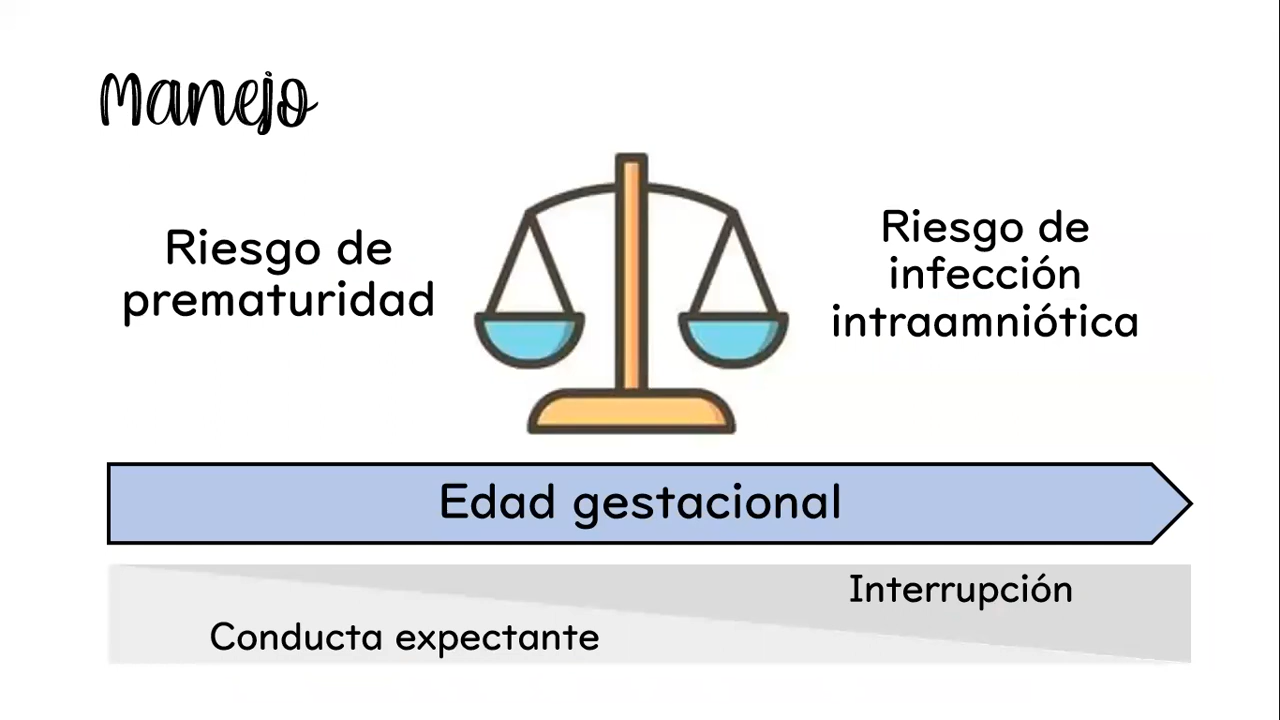 Manejo
Riesgo de
prematuridad
Riesgo de
infección
intraamniótica
Edad gestacional
Interrupción
Conducta expectante